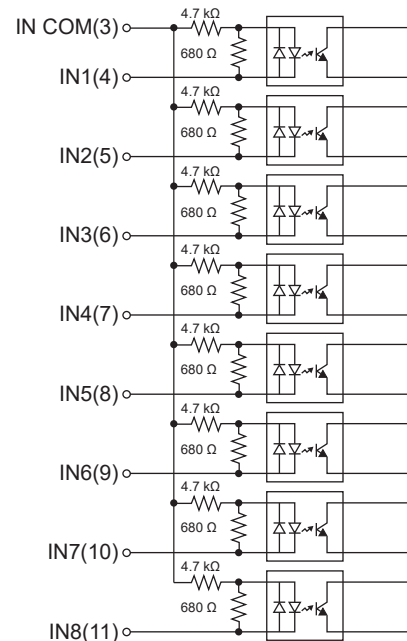 4.7 kΩ
IN COM(3)
680 Ω
IN1(4)
4.7 kΩ
680 Ω
IN2(5)
4.7 kΩ
680 Ω
IN3(6)
4.7 kΩ
680 Ω
IN4(7)
4.7 kΩ
680 Ω
IN5(8)
4.7 kΩ
680 Ω
IN6(9)
4.7 kΩ
680 Ω
IN7(10)
4.7 kΩ
680 Ω
IN8(11)